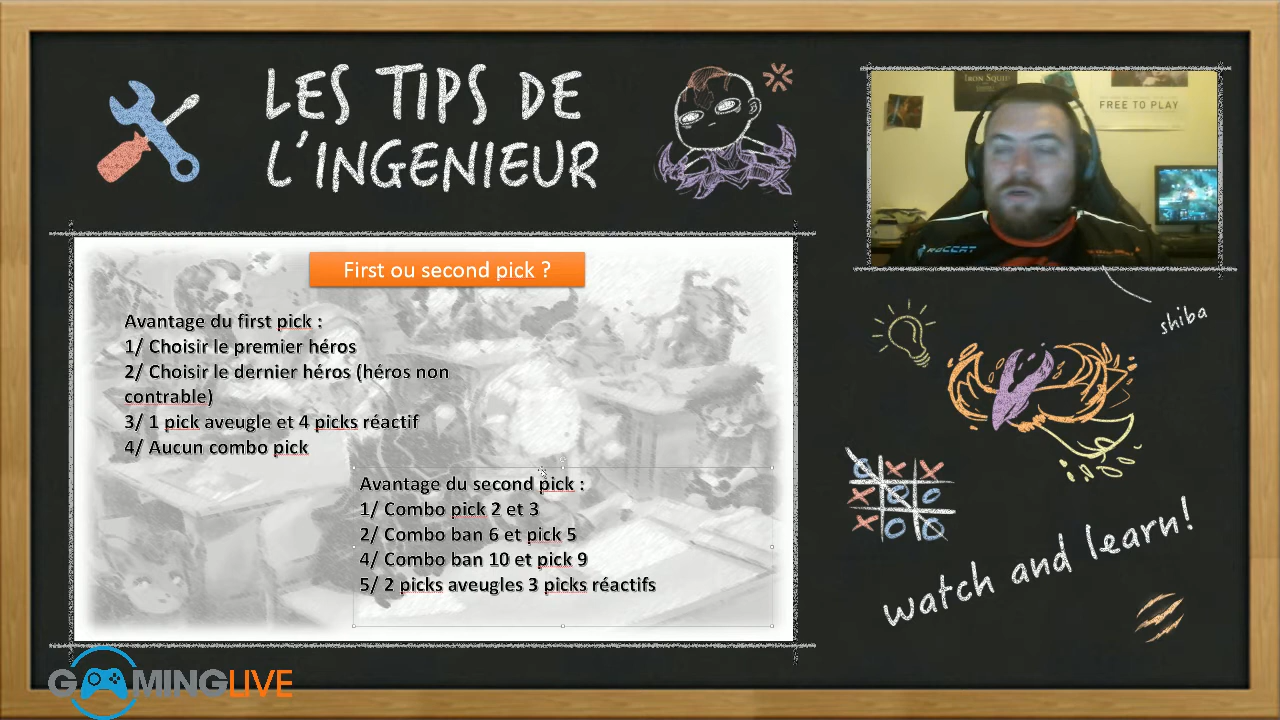 LES TIPS DE
L'INGENIEUR
IRON SQUI
FREE TO PLAY
ROCCAT
shiba
First ou second pick ?
Avantage du first pick :
1/ Choisir le premier héros
2/ Choisir le dernier héros (héros non
contrable)
3/ 1 pick aveugle et 4 picks réactif
4/ Aucun combo pick
Avantage du second pick :
1/ Combo pick 2 et 3
2/ Combo ban 6 et pick 5
4/ Combo ban 10 et pick 9
5/ 2 picks aveugles 3 picks réactifs
watch and learn!
GAMINGLIVE